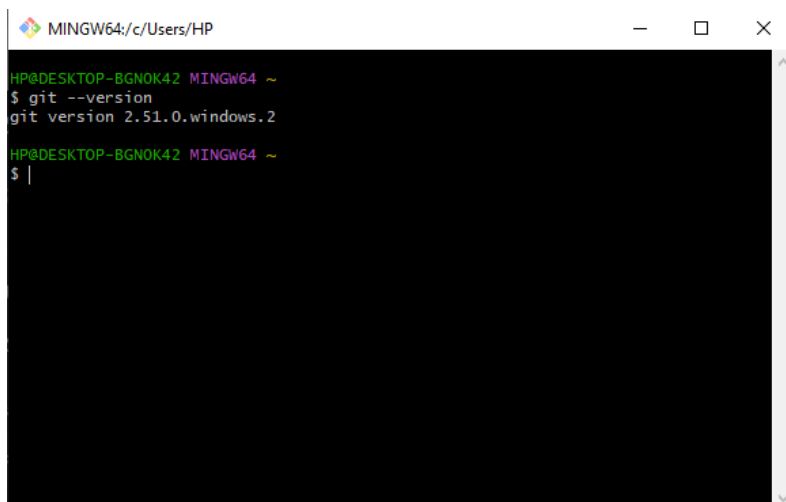 MINGW64:/c/Users/HP
HP@DESKTOP-BGNOK42 MINGW64 ~
$ git --version
git version 2.51.0.windows.2
HP@DESKTOP-BGNOK42 MINGW64 ~
$